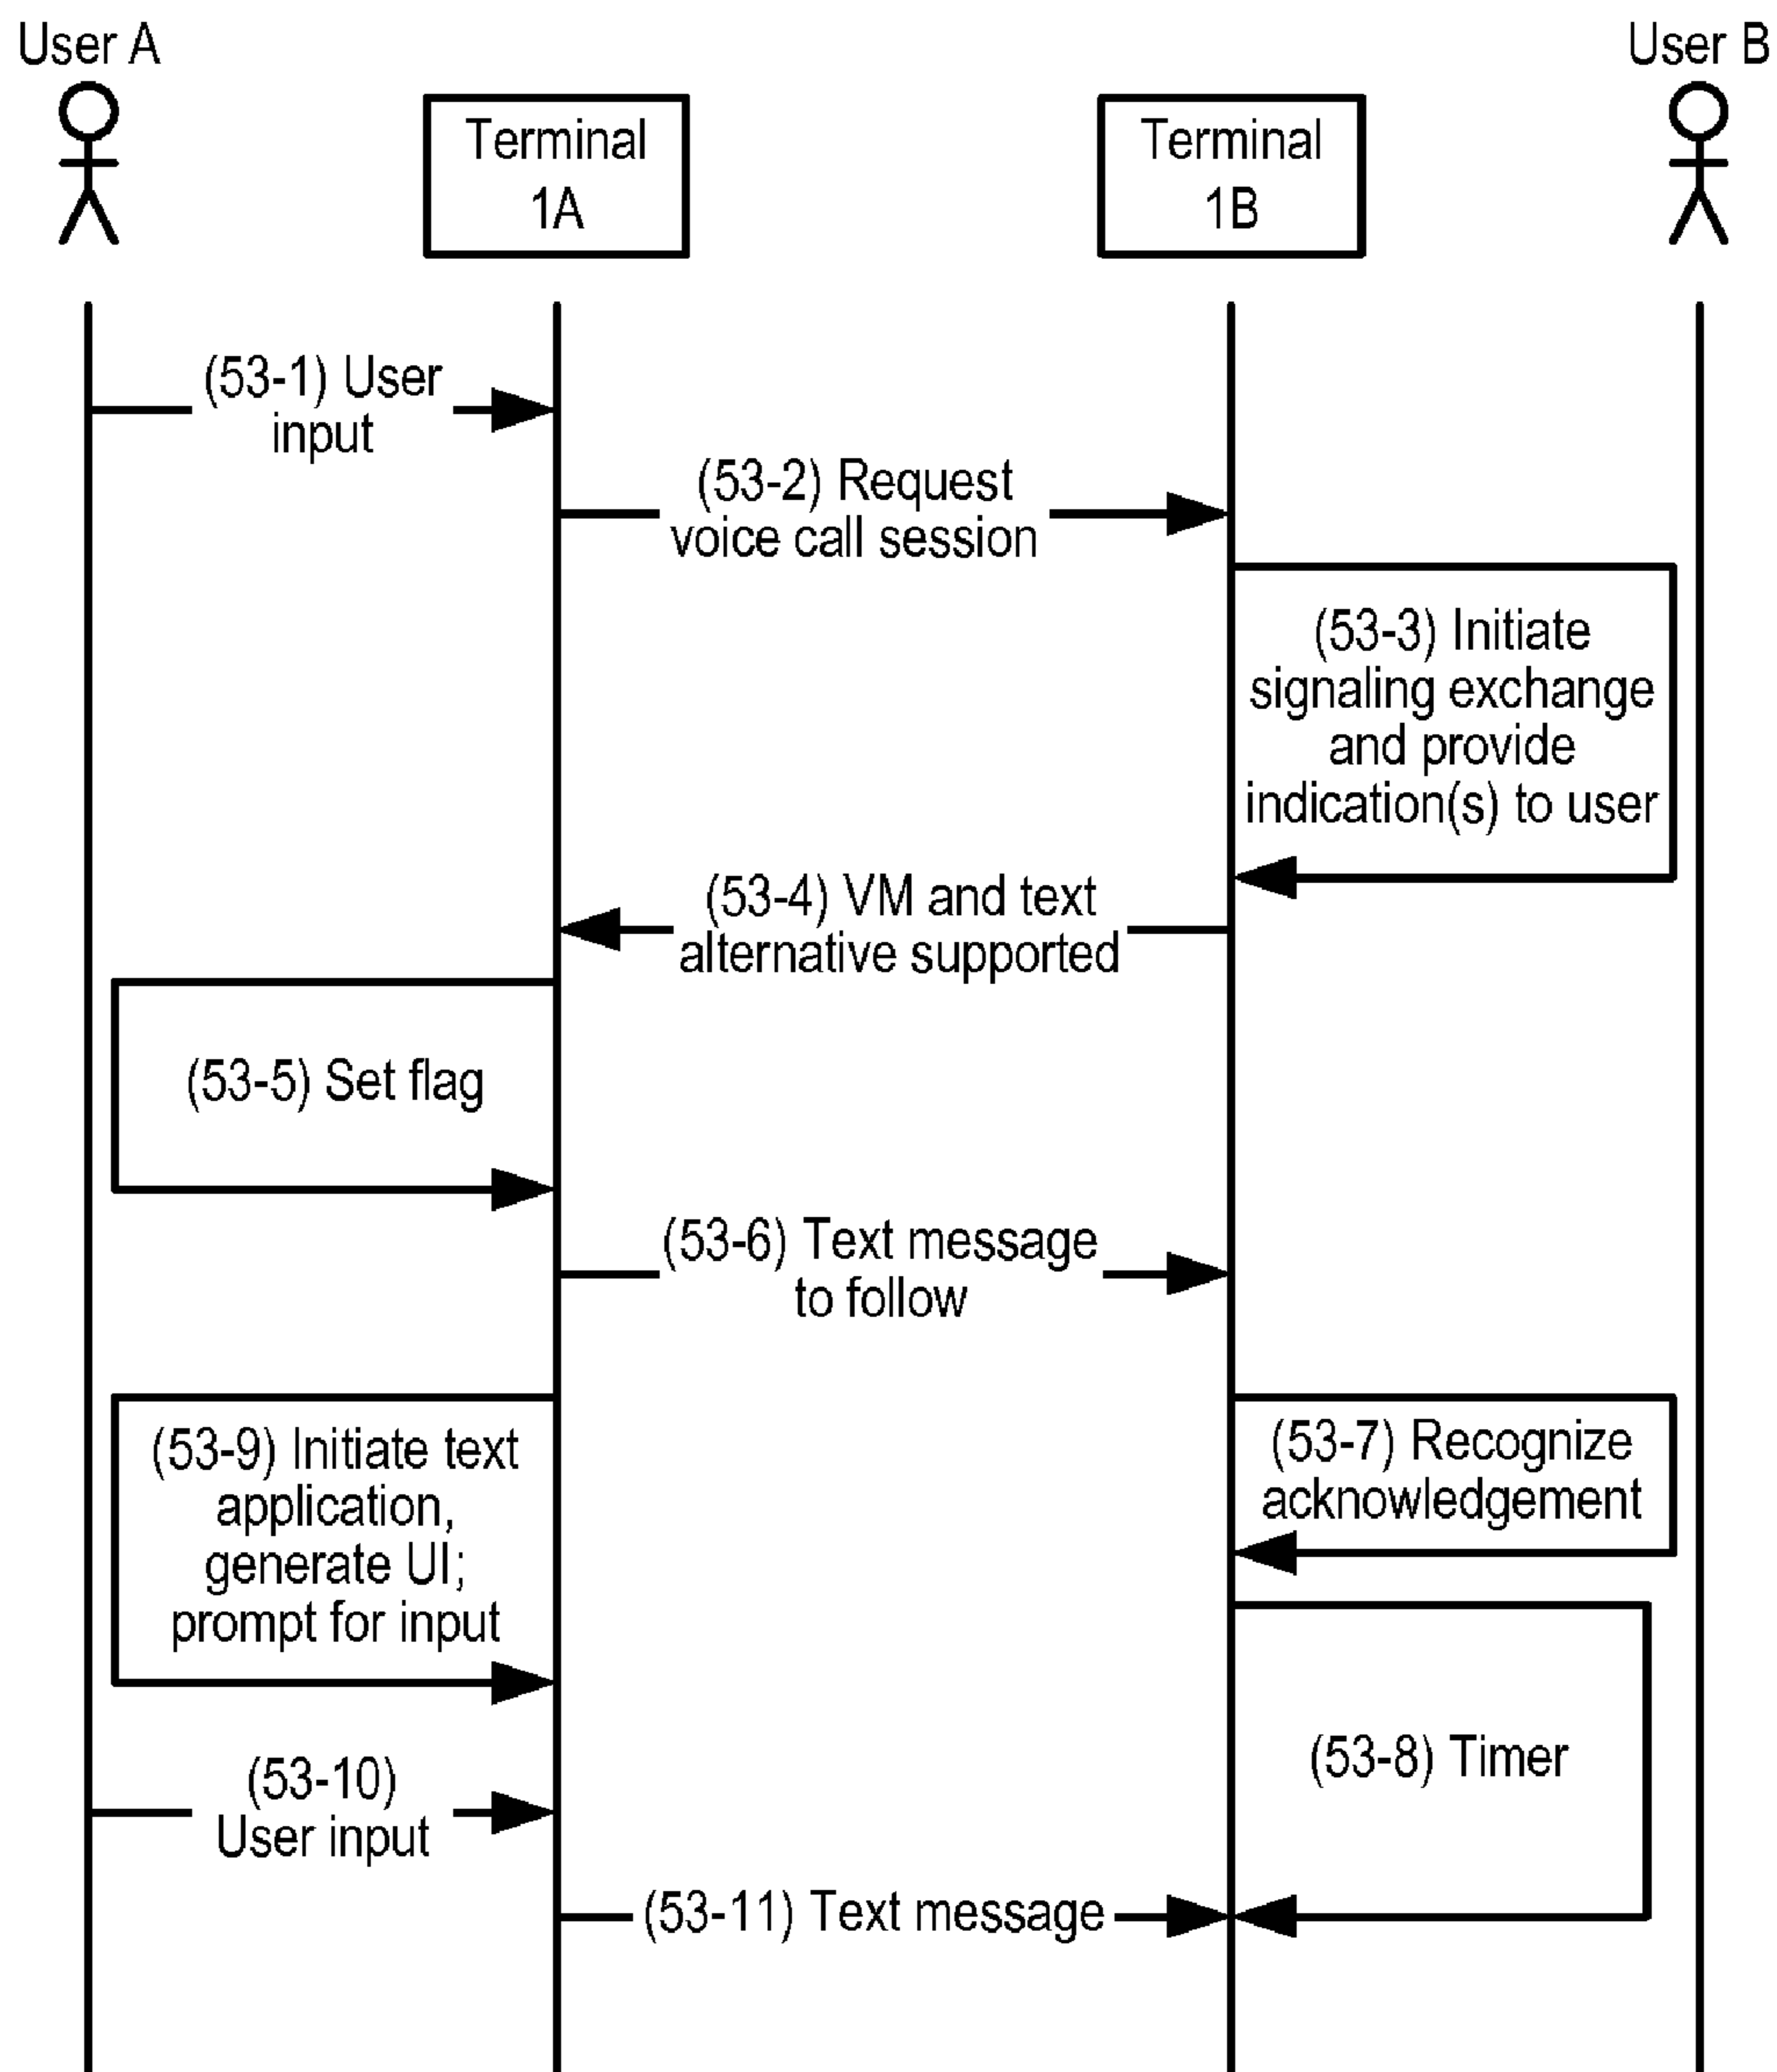 User A
User B
Terminal
1A
Terminal
1B
(53-1) User
input
(53-2) Request
voice call session
(53-3) Initiate
signaling exchange
and provide
indication(s) to user
(53-4) VM and text
alternative supported
(53-5) Set flag
(53-6) Text message
to follow
(53-7) Recognize
acknowledgement
(53-9) Initiate text
application,
generate UI;
prompt for input
(53-8) Timer
(53-10)
User input
(53-11) Text message